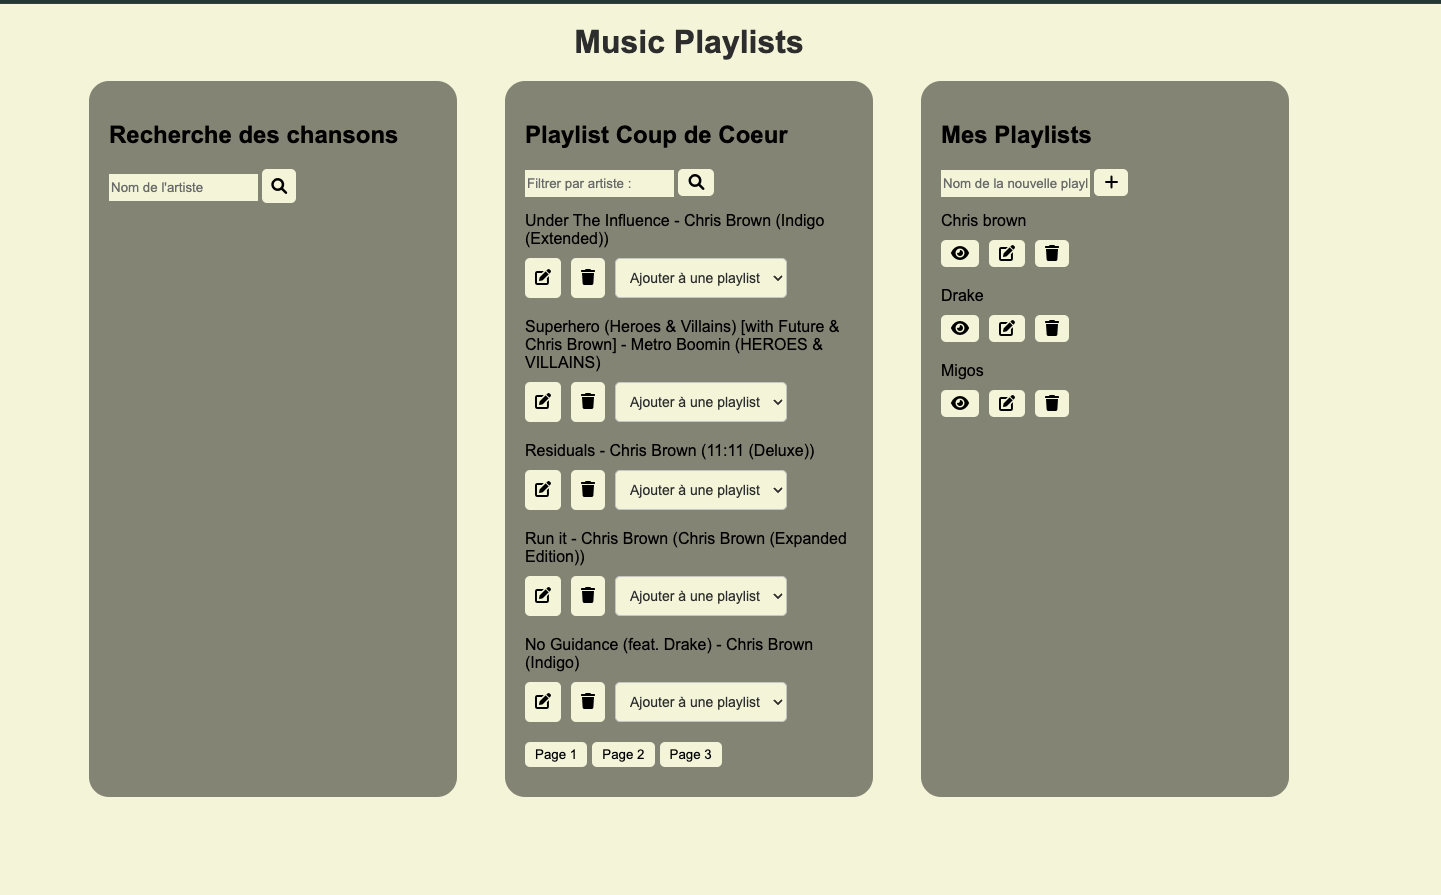 Music Playlists
Recherche des chansons
Nom de l'artiste
Playlist Coup de Coeur
Filtrer par artiste :
Under The Influence - Chris Brown (Indigo
(Extended))
Ajouter à une playlist
Superhero (Heroes & Villains) [with Future &
Chris Brown] - Metro Boomin (HEROES &
VILLAINS)
Ajouter à une playlist
Residuals - Chris Brown (11:11 (Deluxe))
Ajouter à une playlist
Run it - Chris Brown (Chris Brown (Expanded
Edition))
Ajouter à une playlist
No Guidance (feat. Drake) - Chris Brown
(Indigo)
Ajouter à une playlist
Page 1 Page 2 Page 3
Mes Playlists
Nom de la nouvelle playl
Chris brown
Drake
Migos